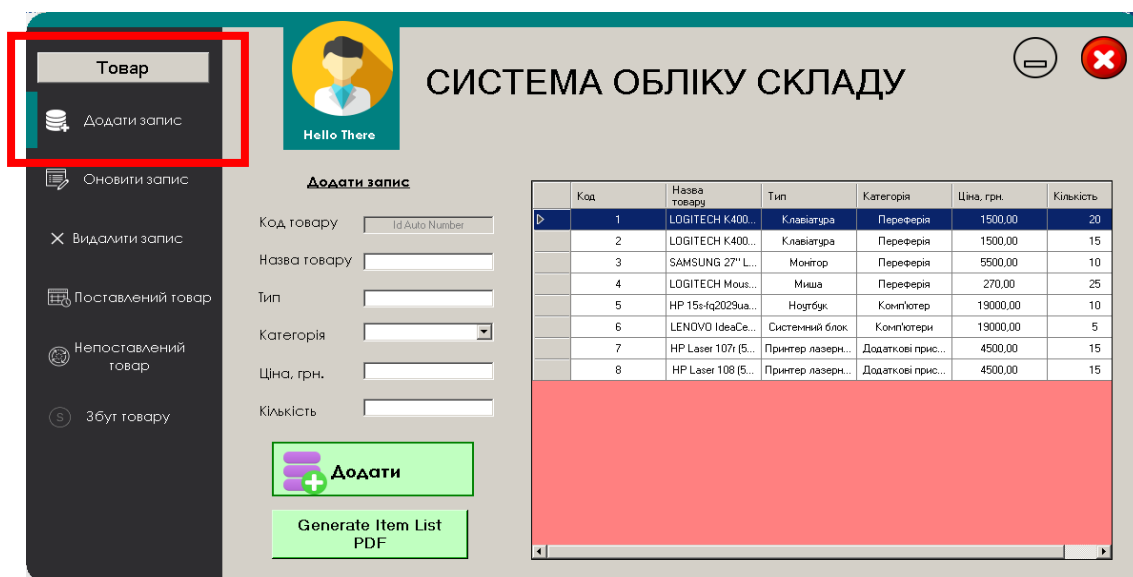 Товар
Додати запис
Оновити запис
Видалити запис
Поставлений товар
Непоставлений
товар
S
Збут товару
Hello There
СИСТЕМА ОБЛІКУ СКЛАДУ
Додати запис
Код товару
Id Auto Number
Назва товару
Тип
Категорія
Ціна, грн.
Кількість
Додати
Generate Item List
PDF
Код Назва товару Тип Категорія Ціна, грн. Кількість
1 LOGITECH K400... Клавіатура Переферія 1500,00 20
2 LOGITECH K400... Клавіатура Переферія 1500,00 15
3 SAMSUNG 27" L... Монітор Переферія 5500,00 10
4 LOGITECH Mous... Миша Переферія 270,00 25
5 HP 15s-fq2029ua... Ноутбук Комп'ютер 19000,00 10
6 LENOVO IdeaCe... Системний блок Комп'ютери 19000,00 5
7 HP Laser 107r (5... Принтер лазерн... Додаткові прис... 4500,00 15
8 HP Laser 108 (5... Принтер лазерн... Додаткові прис... 4500,00 15